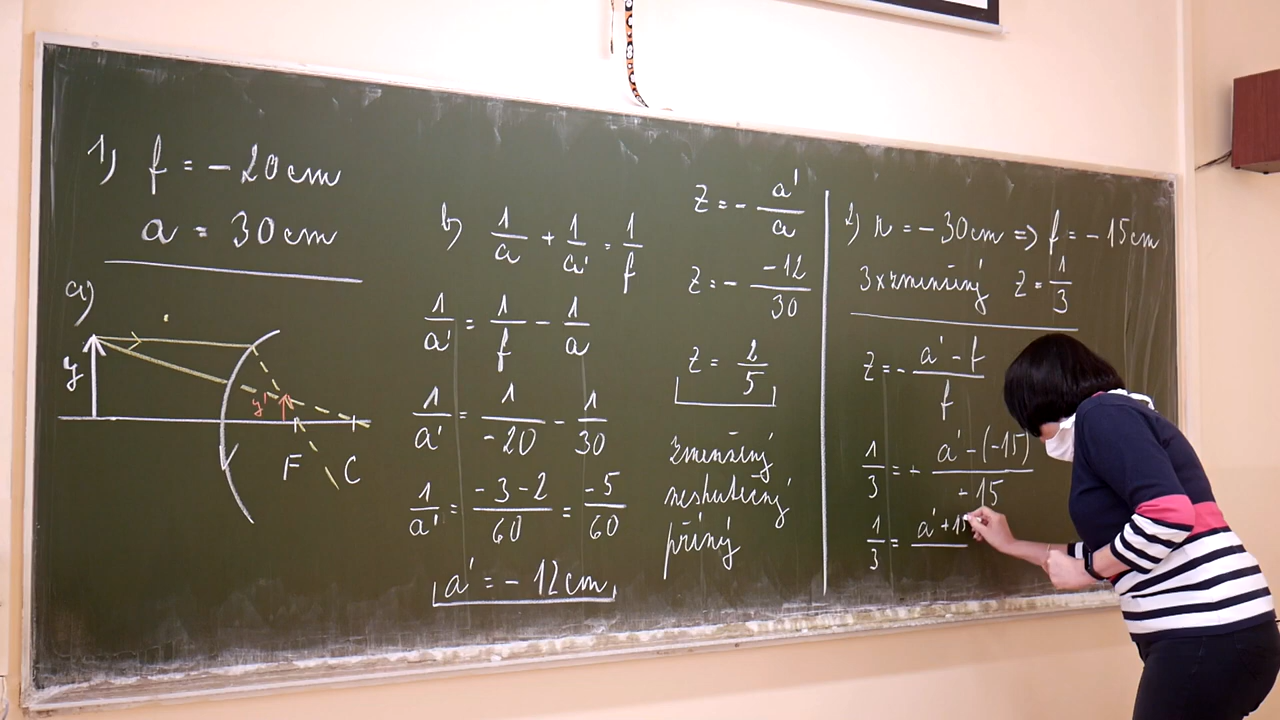 1) f = -20cm
a = 30cm
a)
y
y'
F C
b) 1/a + 1/a' = 1/f
1/a' = 1/f - 1/a
1/a' = 1/-20 - 1/30
1/a' = -3-2/60 = -5/60
a' = -12cm
z = - a'/a
z = - -12/30
z = 2/5
zmenšený
neskutečný
přímý
2) r = -30cm => f = -15cm
3x zmenšený z = 1/3
z = - a'-f/f
1/3 = + a'-(-15)/-15
1/3 = a'+15